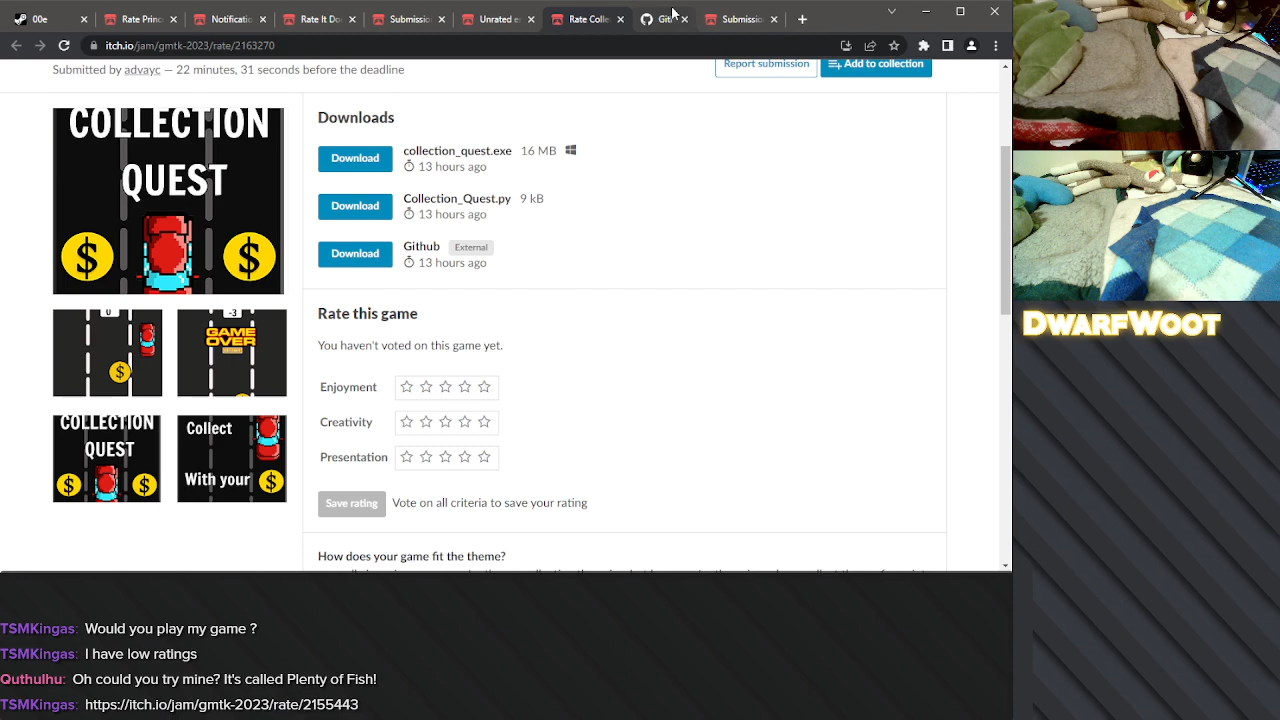 00e
Rate Princ
Notificatio
Rate It Do
Submissio
Unrated e
Rate Colle
Git
Submissio
itch.io/jam/gmtk-2023/rate/2163270
Submitted by advayc — 22 minutes, 31 seconds before the deadline
Report submission
Add to collection
COLLECTION
QUEST
$ $
0
$
-3
GAME
OVER
COLLECTION
QUEST
$ $
Collect
With your $
Downloads
Download collection_quest.exe 16 MB
13 hours ago
Download Collection_Quest.py 9 kB
13 hours ago
Download Github External
13 hours ago
Rate this game
You haven't voted on this game yet.
Enjoyment
Creativity
Presentation
Save rating Vote on all criteria to save your rating
How does your game fit the theme?
DWARFWOOT
TSMKingas: Would you play my game ?
TSMKingas: I have low ratings
Quthulhu: Oh could you try mine? It's called Plenty of Fish!
TSMKingas: https://itch.io/jam/gmtk-2023/rate/2155443